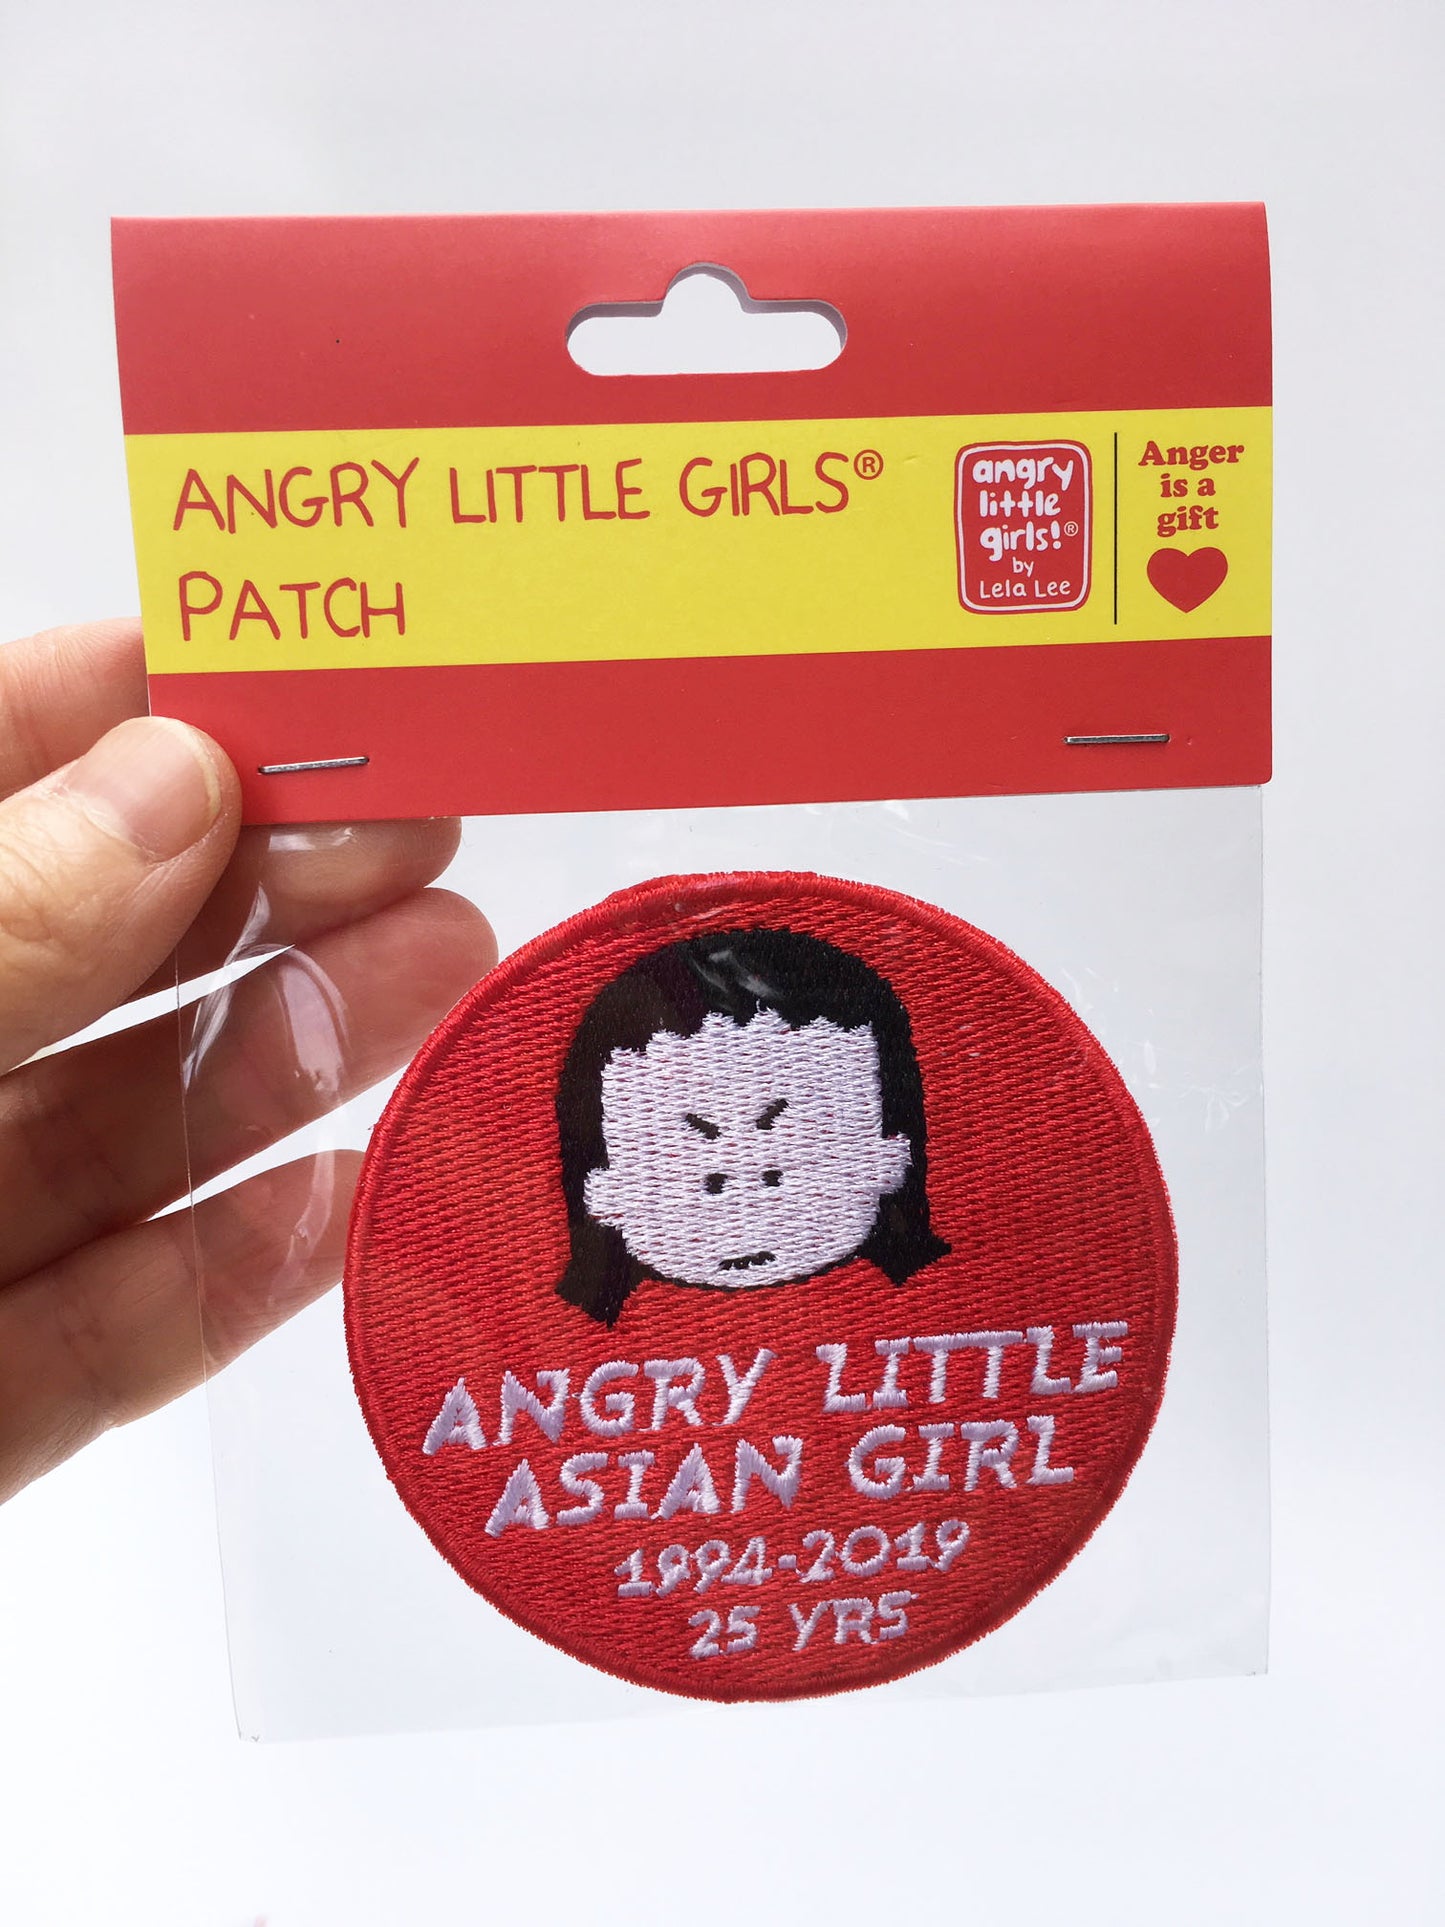 ANGRY LITTLE GIRLS®
PATCH
angry
little
girls!®
by
Lela Lee
Anger
is a
gift
ANGRY LITTLE
ASIAN GIRL
1994-2019
25 YRS